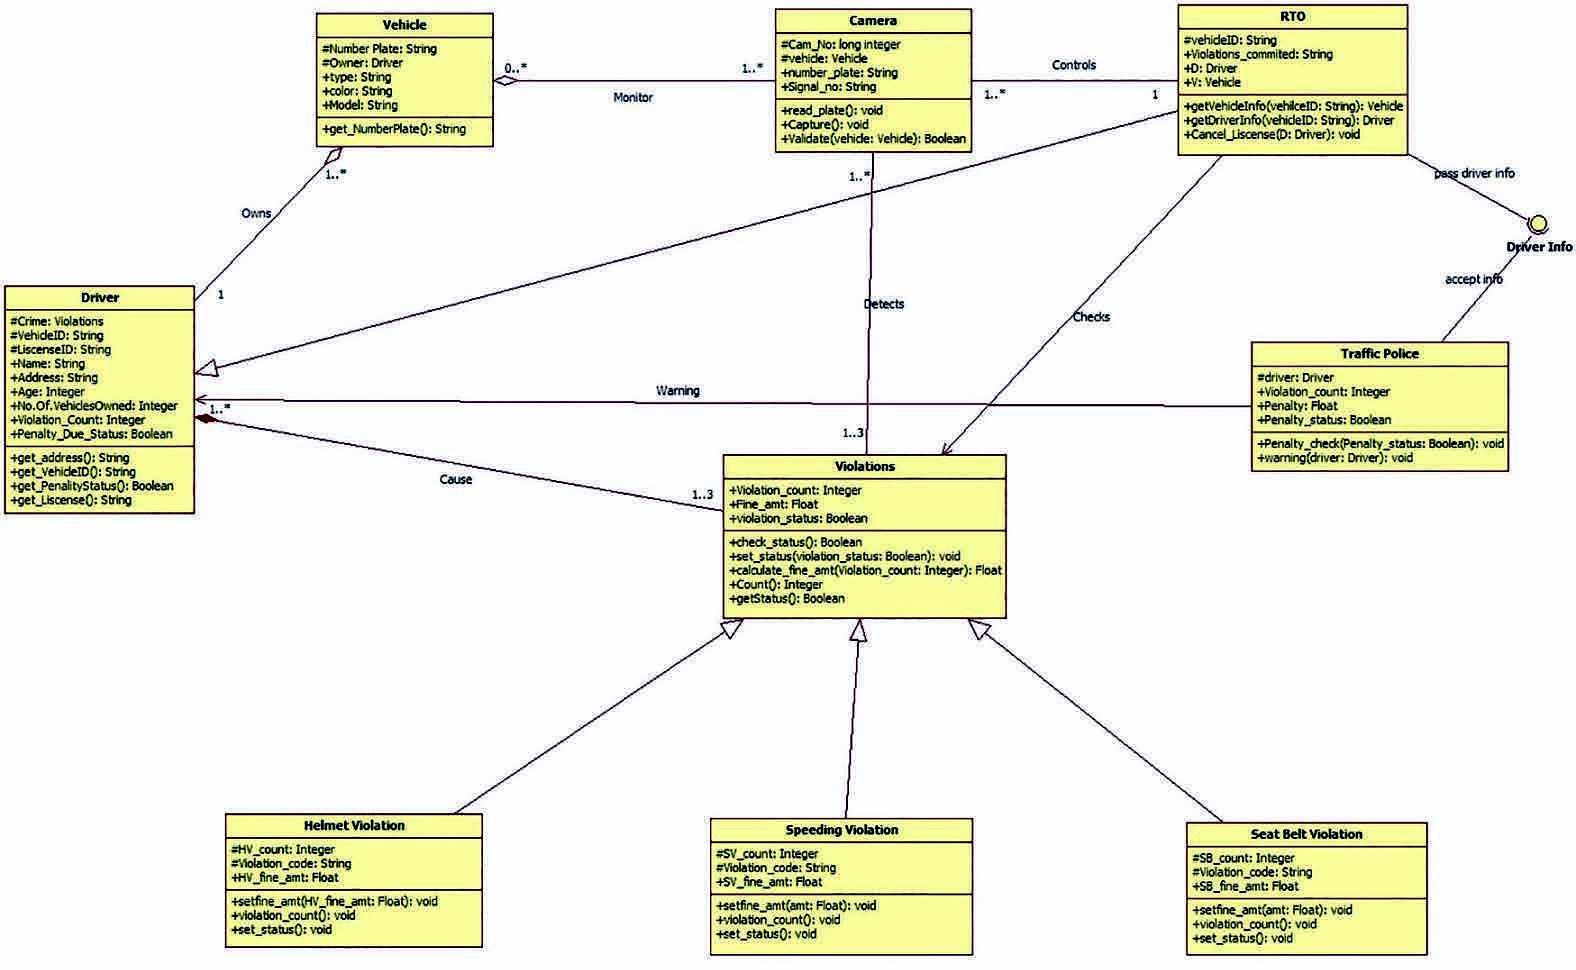 Vehicle
#Number Plate: String
#Owner: Driver
+type: String
+color: String
+Model: String
+get_NumberPlate(): String
0..*
1..*
Monitor
Camera
#Cam_No: long integer
#vehicle: Vehicle
+number_plate: String
+Signal_no: String
+read_plate(): void
+Capture(): void
+Validate(vehicle: Vehicle): Boolean
Controls
1..*
1
RTO
#vehicleID: String
+Violations_commited: String
+D: Driver
+V: Vehicle
+getVehicleInfo(vehilceID: String): Vehicle
+getDriverInfo(vehicleID: String): Driver
+Cancel_Liscense(D: Driver): void
1..*
Owns
1
1..*
Detects
1..3
Checks
pass driver info
Driver Info
accept info
Driver
#Crime: Violations
#VehicleID: String
#LiscenseID: String
+Name: String
+Address: String
+Age: Integer
+No.Of.VehiclesOwned: Integer
+Violation_Count: Integer
+Penalty_Due_Status: Boolean
+get_address(): String
+get_VehicleID(): String
+get_PenalityStatus(): Boolean
+get_Liscense(): String
Warning
1..*
Cause
1..3
Traffic Police
#driver: Driver
+Violation_count: Integer
+Penalty: Float
+Penalty_status: Boolean
+Penalty_check(Penalty_status: Boolean): void
+warning(driver: Driver): void
Violations
+Violation_count: Integer
+Fine_amt: Float
+violation_status: Boolean
+check_status(): Boolean
+set_status(violation_status: Boolean): void
+calculate_fine_amt(Violation_count: Integer): Float
+Count(): Integer
+getStatus(): Boolean
Helmet Violation
#HV_count: Integer
#Violation_code: String
+HV_fine_amt: Float
+setfine_amt(HV_fine_amt: Float): void
+violation_count(): void
+set_status(): void
Speeding Violation
#SV_count: Integer
#Violation_code: String
+SV_fine_amt: Float
+setfine_amt(amt: Float): void
+violation_count(): void
+set_status(): void
Seat Belt Violation
#SB_count: Integer
#Violation_code: String
+SB_fine_amt: Float
+setfine_amt(amt: Float): void
+violation_count(): void
+set_status(): void